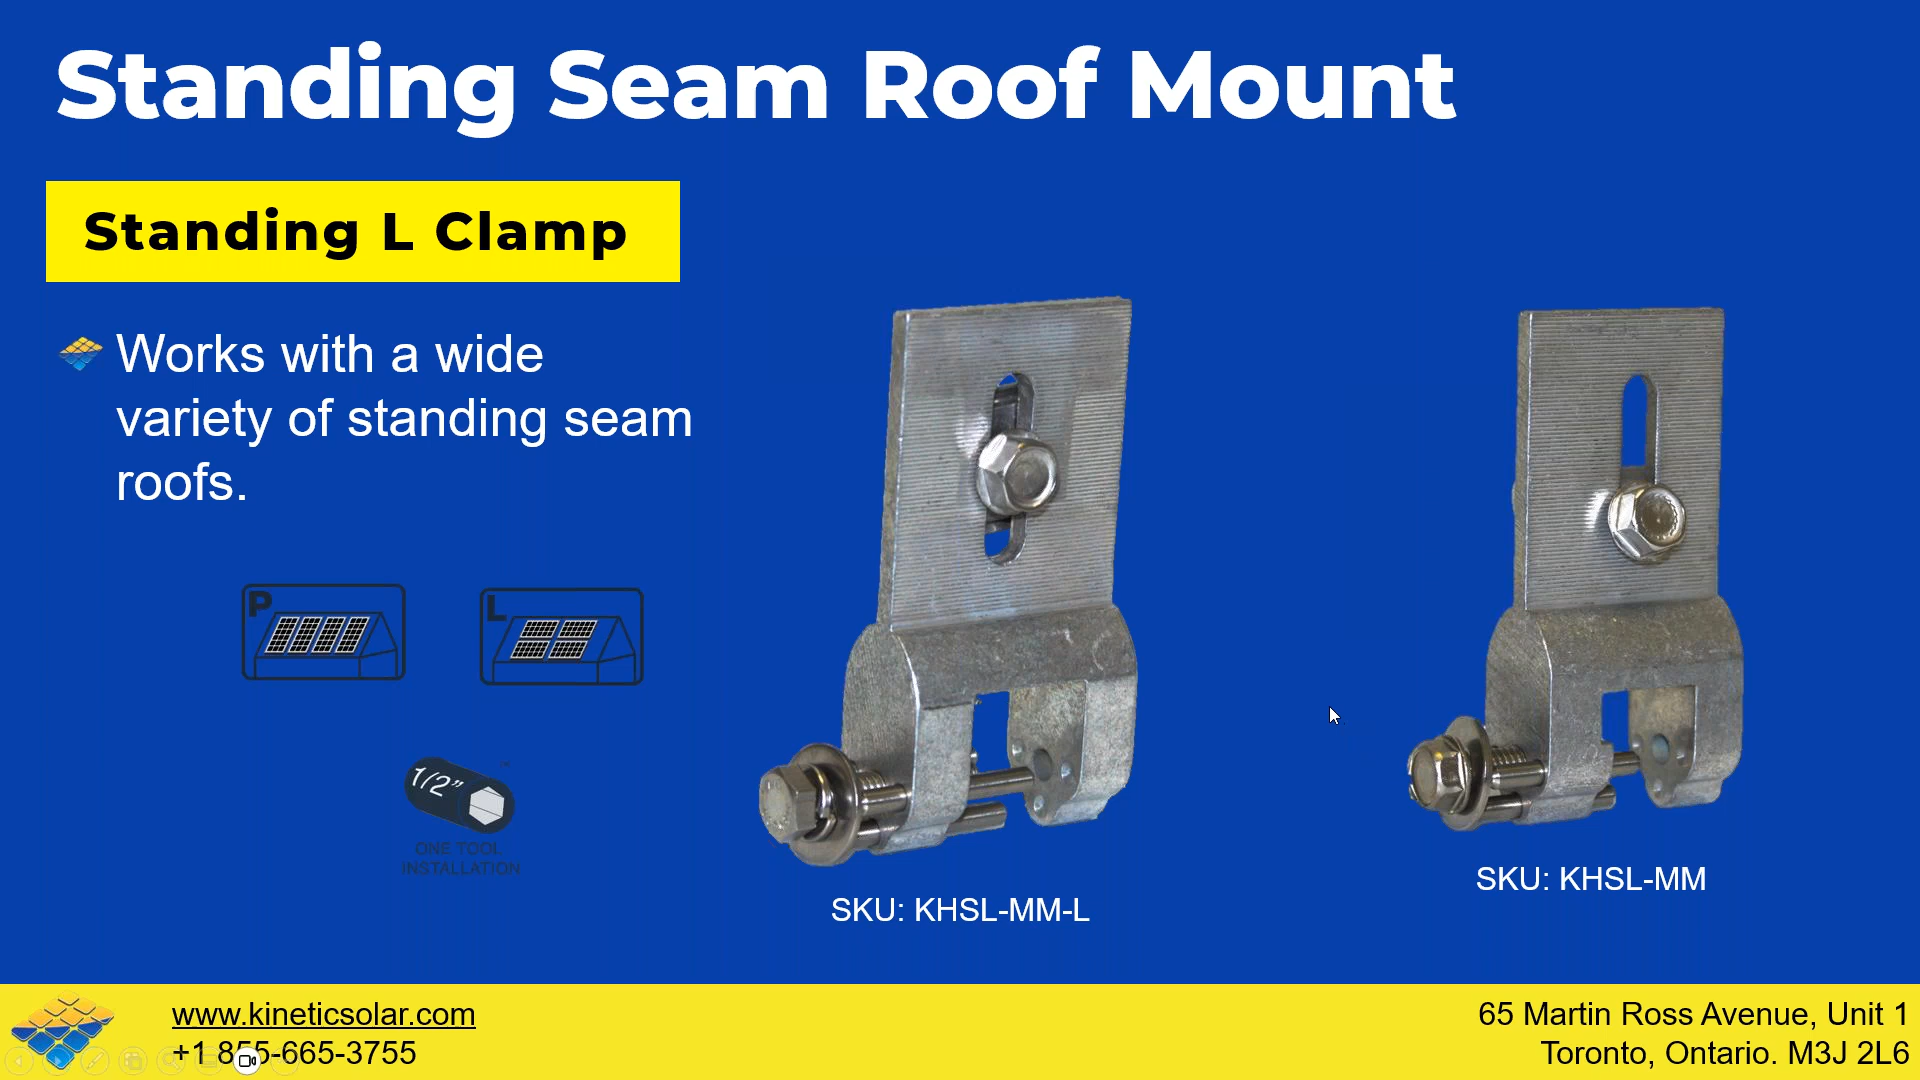 Standing Seam Roof Mount
Standing L Clamp
Works with a wide
variety of standing seam
roofs.
P
L
1/2”
ONE TOOL
INSTALLATION
SKU: KHSL-MM-L
SKU: KHSL-MM
www.kineticsolar.com
+1 855-665-3755
65 Martin Ross Avenue, Unit 1
Toronto, Ontario. M3J 2L6